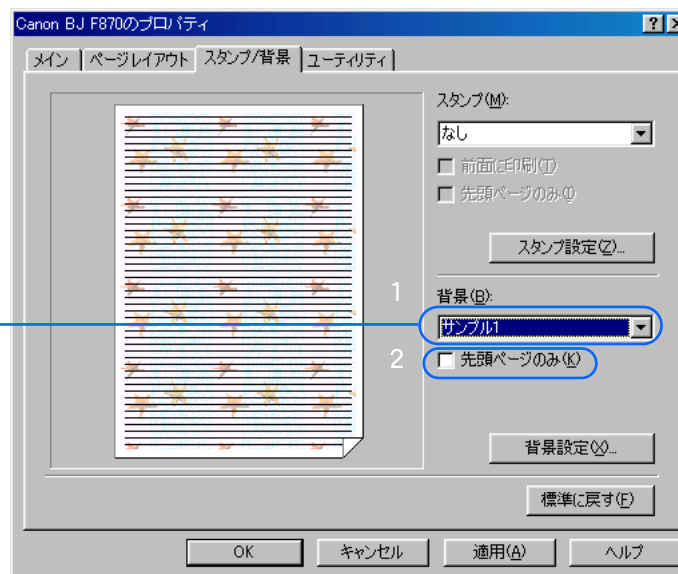 Canon BJ F870のプロパティ
メイン
ページレイアウト
スタンプ/背景
ユーティリティ
スタンプ(M):
なし
前面に印刷(T)
先頭ページのみ(I)
スタンプ設定(Z)...
1
背景(B):
サンプル1
2
先頭ページのみ(K)
背景設定(X)...
標準に戻す(F)
OK
キャンセル
適用(A)
ヘルプ